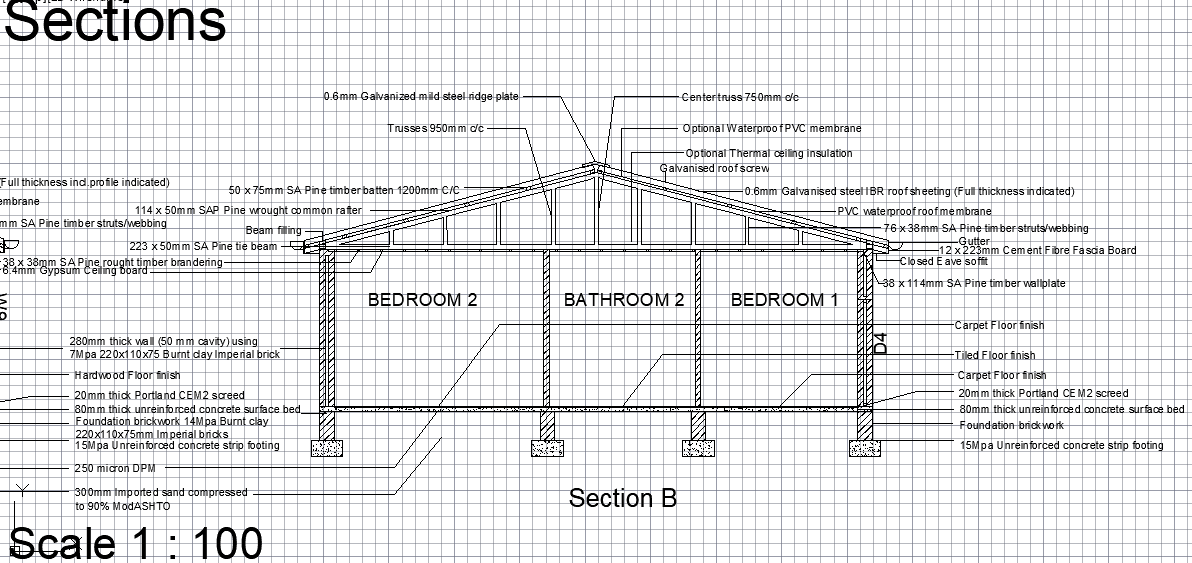 Sections
0.6mm Galvanized mild steel ridge plate
Center truss 750mm c/c
Trusses 950mm c/c
Optional Waterproof PVC membrane
Optional Thermal ceiling insulation
Galvanised roof screw
(Full thickness incl.profile indicated)
50 x 75mm SA Pine timber batten 1200mm C/C
0.6mm Galvanised steel IBR roof sheeting (Full thickness indicated)
embrane
114 x 50mm SAP Pine wrought common rafter
PVC waterproof roof membrane
mm SA Pine timber struts/webbing
Beam filling
76 x 38mm SA Pine timber struts/webbing
223 x 50mm SA Pine tie beam
Gutter
12 x 223mm Cement Fibre Fascia Board
38 x 38mm SA Pine rought timber brandering
Closed Eave soffit
6.4mm Gypsum Ceiling board
38 x 114mm SA Pine timber wallplate
BEDROOM 2
BATHROOM 2
BEDROOM 1
Carpet Floor finish
D4
280mm thick wall (50 mm cavity) using
7Mpa 220x110x75 Burnt clay Imperial brick
Tiled Floor finish
Hardwood Floor finish
Carpet Floor finish
20mm thick Portland CEM2 screed
20mm thick Portland CEM2 screed
80mm thick unreinforced concrete surface bed
80mm thick unreinforced concrete surface bed
Foundation brickwork 14Mpa Burnt clay
220x110x75mm Imperial bricks
Foundation brickwork
15Mpa Unreinforced concrete strip footing
15Mpa Unreinforced concrete strip footing
250 micron DPM
300mm Imported sand compressed
to 90% ModASHTO
Section B
Y
Scale 1 : 100